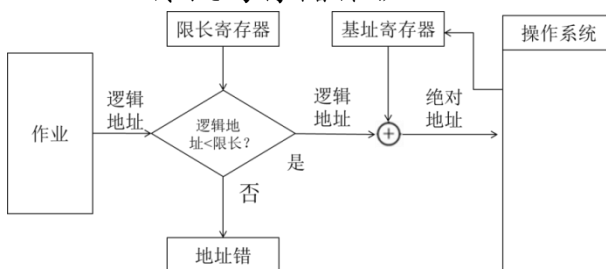 限长寄存器
基址寄存器
操作系统
作业
逻辑
地址
逻辑地
址<限长?
逻辑
地址
绝对
地址
是
否
地址错